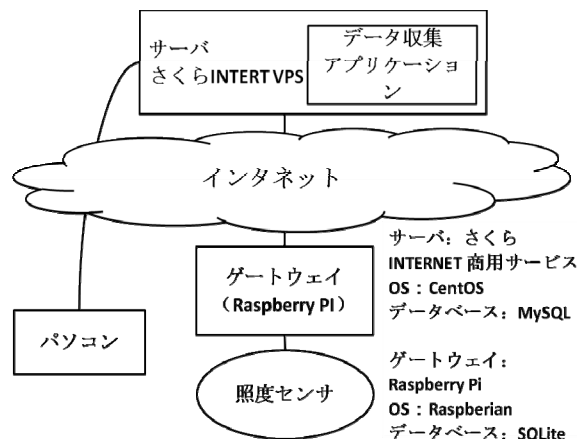 サーバ
さくらINTERT VPS
データ収集
アプリケーショ
ン
インタネット
ゲートウェイ
（Raspberry PI）
パソコン
照度センサ
サーバ：さくら
INTERNET 商用サービス
OS：CentOS
データベース：MySQL
ゲートウェイ：
Raspberry Pi
OS：Raspberian
データベース：SQLite